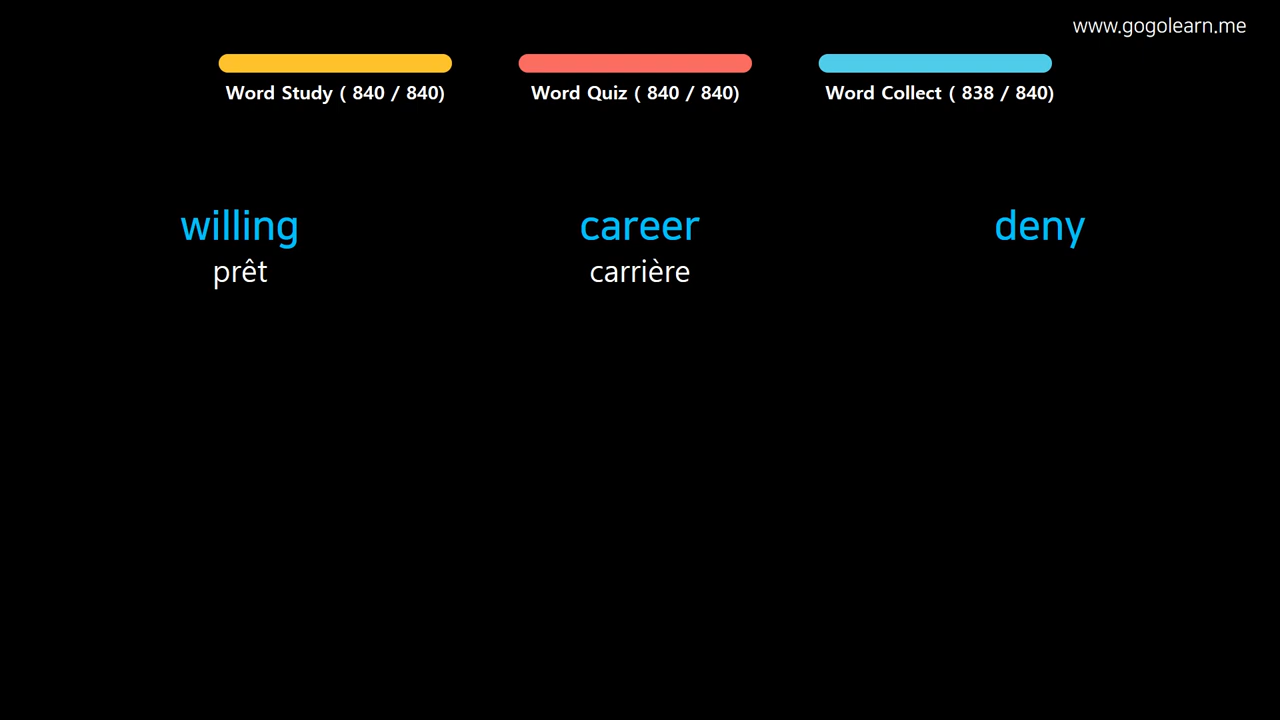 www.gogolearn.me
Word Study ( 840 / 840)
Word Quiz ( 840 / 840)
Word Collect ( 838 / 840)
willing
prêt
career
carrière
deny